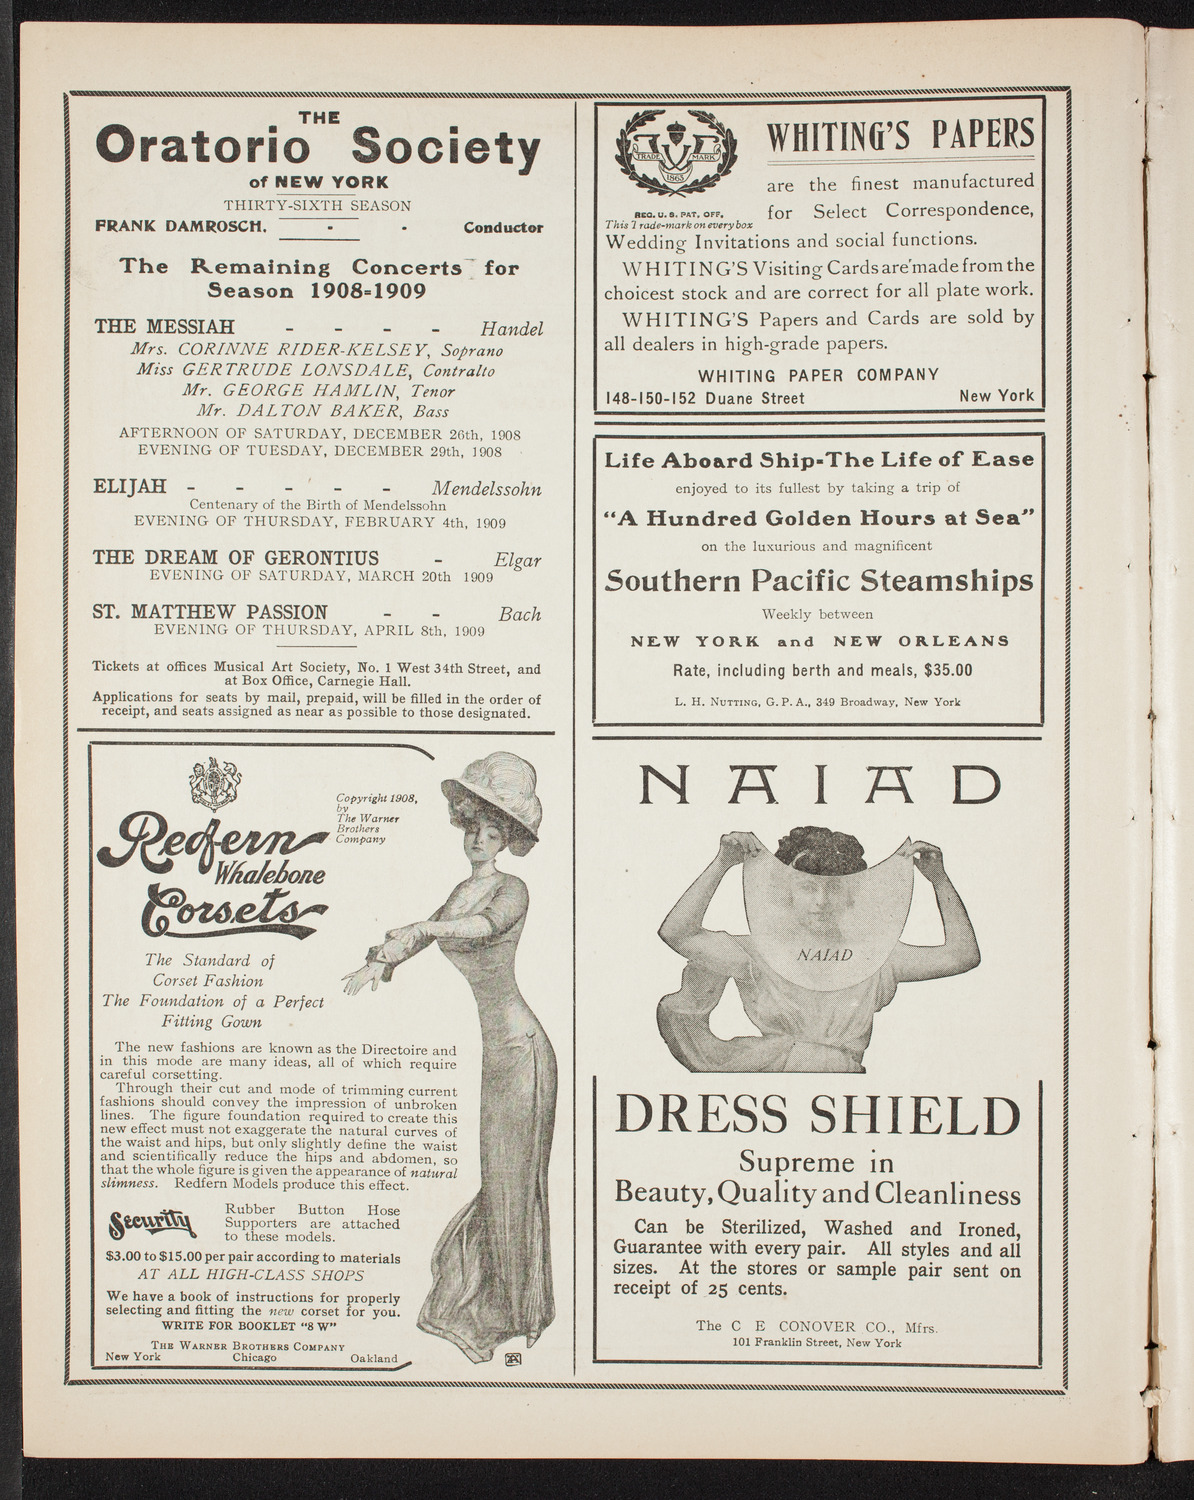 THE
Oratorio Society
of NEW YORK
THIRTY-SIXTH SEASON
FRANK DAMROSCH, - - Conductor
The Remaining Concerts for
Season 1908=1909
THE MESSIAH - - - - Handel
Mrs. CORINNE RIDER-KELSEY, Soprano
Miss GERTRUDE LONSDALE, Contralto
Mr. GEORGE HAMLIN, Tenor
Mr. DALTON BAKER, Bass
AFTERNOON OF SATURDAY, DECEMBER 26th, 1908
EVENING OF TUESDAY, DECEMBER 29th, 1908
ELIJAH - - - - - Mendelssohn
Centenary of the Birth of Mendelssohn
EVENING OF THURSDAY, FEBRUARY 4th, 1909
THE DREAM OF GERONTIUS - Elgar
EVENING OF SATURDAY, MARCH 20th 1909
ST. MATTHEW PASSION - - Bach
EVENING OF THURSDAY, APRIL 8th, 1909
Tickets at offices Musical Art Society, No. 1 West 34th Street, and
at Box Office, Carnegie Hall.
Applications for seats by mail, prepaid, will be filled in the order of
receipt, and seats assigned as near as possible to those designated.
Redfern
Whalebone
Corsets
Copyright 1908,
by
The Warner
Brothers
Company
The Standard of
Corset Fashion
The Foundation of a Perfect
Fitting Gown
The new fashions are known as the Directoire and
in this mode are many ideas, all of which require
careful corsetting.
Through their cut and mode of trimming current
fashions should convey the impression of unbroken
lines. The figure foundation required to create this
new effect must not exaggerate the natural curves of
the waist and hips, but only slightly define the waist
and scientifically reduce the hips and abdomen, so
that the whole figure is given the appearance of natural
slimness. Redfern Models produce this effect.
Security
Rubber Button Hose
Supporters are attached
to these models.
$3.00 to $15.00 per pair according to materials
AT ALL HIGH-CLASS SHOPS
We have a book of instructions for properly
selecting and fitting the new corset for you.
WRITE FOR BOOKLET "8 W"
THE WARNER BROTHERS COMPANY
New York Chicago Oakland
TRADE MARK
1865
REG. U. S. PAT. OFF.
This Trade-mark on every box
WHITING'S PAPERS
are the finest manufactured
for Select Correspondence,
Wedding Invitations and social functions.
WHITING'S Visiting Cards are made from the
choicest stock and are correct for all plate work.
WHITING'S Papers and Cards are sold by
all dealers in high-grade papers.
WHITING PAPER COMPANY
148-150-152 Duane Street New York
Life Aboard Ship-The Life of Ease
enjoyed to its fullest by taking a trip of
"A Hundred Golden Hours at Sea"
on the luxurious and magnificent
Southern Pacific Steamships
Weekly between
NEW YORK and NEW ORLEANS
Rate, including berth and meals, $35.00
L. H. NUTTING, G. P. A., 349 Broadway, New York
NAIAD
NAIAD
DRESS SHIELD
Supreme in
Beauty, Quality and Cleanliness
Can be Sterilized, Washed and Ironed,
Guarantee with every pair. All styles and all
sizes. At the stores or sample pair sent on
receipt of 25 cents.
The C E CONOVER CO., Mfrs.
101 Franklin Street, New York